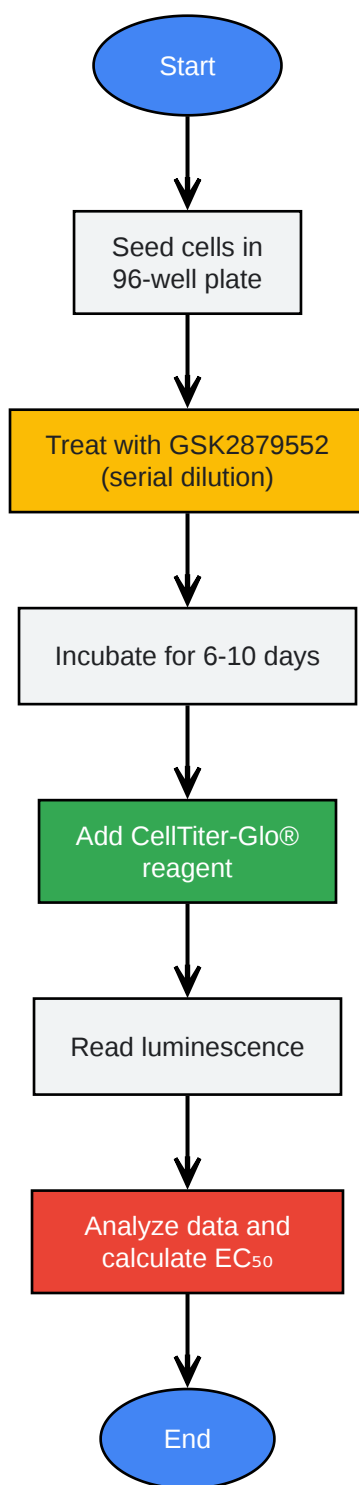 Start
Seed cells in
96-well plate
Treat with GSK2879552
(serial dilution)
Incubate for 6-10 days
Add CellTiter-Glo®
reagent
Read luminescence
Analyze data and
calculate EC₅₀
End